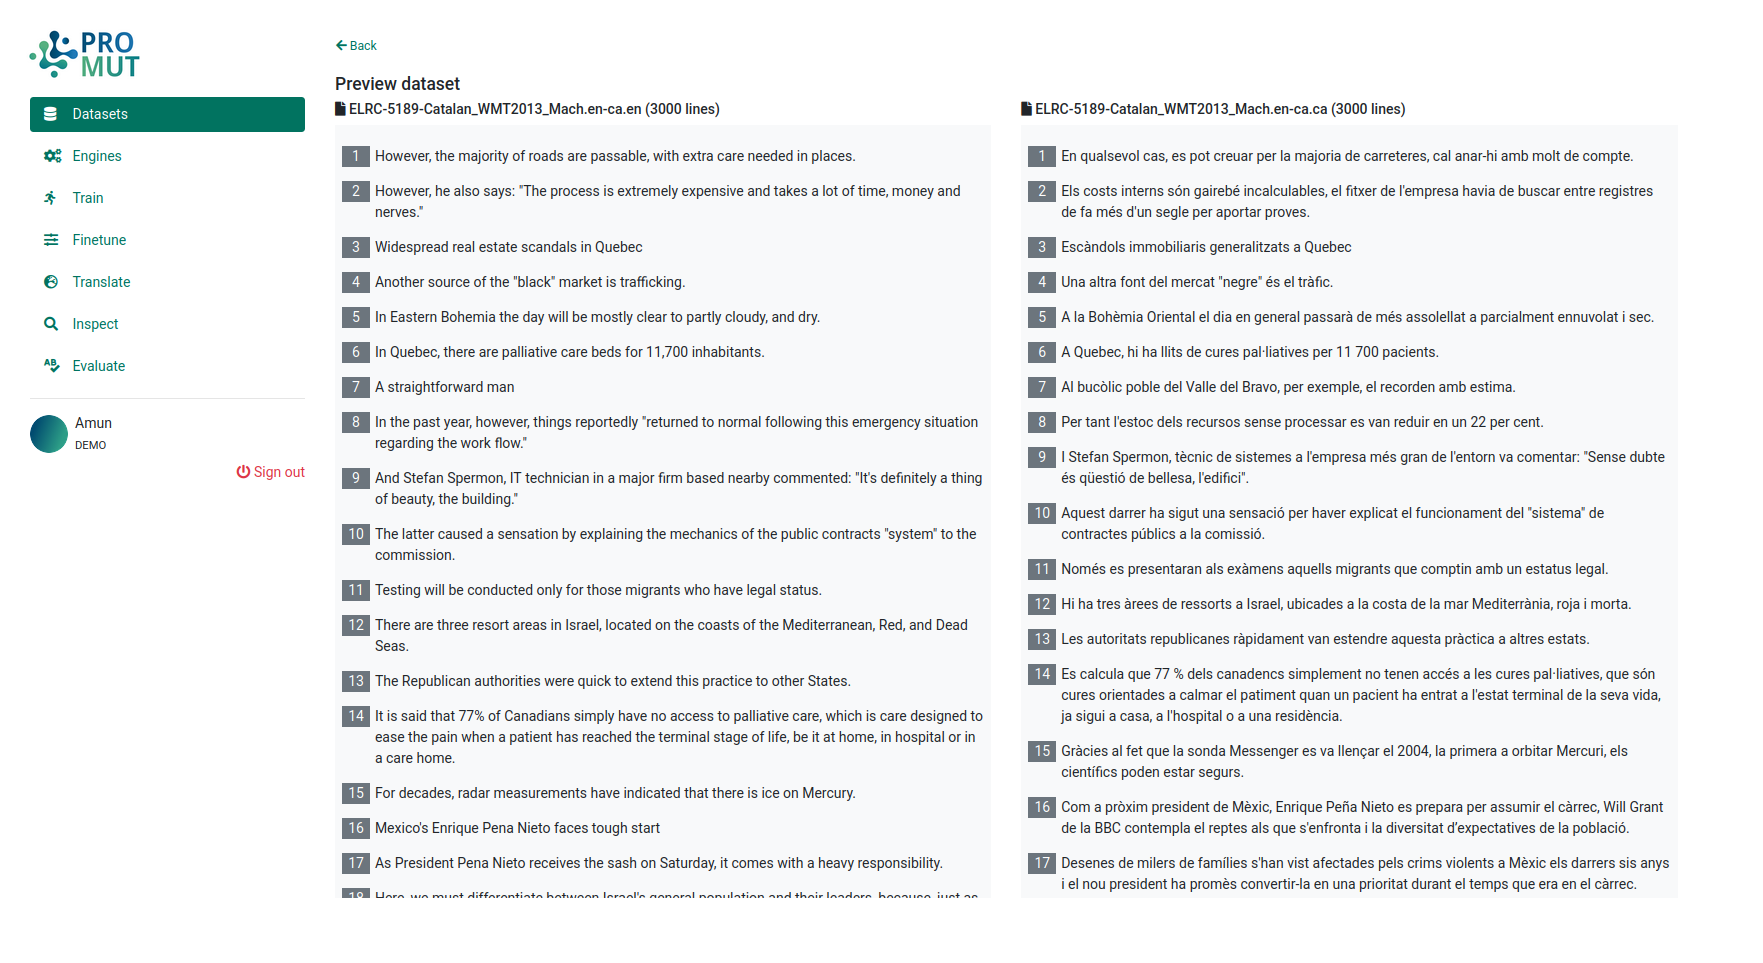 PRO
MUT
Datasets
Engines
Train
Finetune
Translate
Inspect
Evaluate
Amun
DEMO
Sign out
Back
Preview dataset
ELRC-5189-Catalan_WMT2013_Mach.en-ca.en (3000 lines)
1 However, the majority of roads are passable, with extra care needed in places.
2 However, he also says: "The process is extremely expensive and takes a lot of time, money and
nerves."
3 Widespread real estate scandals in Quebec
4 Another source of the "black" market is trafficking.
5 In Eastern Bohemia the day will be mostly clear to partly cloudy, and dry.
6 In Quebec, there are palliative care beds for 11,700 inhabitants.
7 A straightforward man
8 In the past year, however, things reportedly "returned to normal following this emergency situation
regarding the work flow."
9 And Stefan Spermon, IT technician in a major firm based nearby commented: "It's definitely a thing
of beauty, the building."
10 The latter caused a sensation by explaining the mechanics of the public contracts "system" to the
commission.
11 Testing will be conducted only for those migrants who have legal status.
12 There are three resort areas in Israel, located on the coasts of the Mediterranean, Red, and Dead
Seas.
13 The Republican authorities were quick to extend this practice to other States.
14 It is said that 77% of Canadians simply have no access to palliative care, which is care designed to
ease the pain when a patient has reached the terminal stage of life, be it at home, in hospital or in
a care home.
15 For decades, radar measurements have indicated that there is ice on Mercury.
16 Mexico's Enrique Pena Nieto faces tough start
17 As President Pena Nieto receives the sash on Saturday, it comes with a heavy responsibility.
18 Here, we must differentiate between Israel's general population and their leaders, because, just as
ELRC-5189-Catalan_WMT2013_Mach.en-ca.ca (3000 lines)
1 En qualsevol cas, es pot creuar per la majoria de carreteres, cal anar-hi amb molt de compte.
2 Els costs interns són gairebé incalculables, el fitxer de l'empresa havia de buscar entre registres
de fa més d'un segle per aportar proves.
3 Escàndols immobiliaris generalitzats a Quebec
4 Una altra font del mercat "negre" és el tràfic.
5 A la Bohèmia Oriental el dia en general passarà de més assolellat a parcialment ennuvolat i sec.
6 A Quebec, hi ha llits de cures pal·liatives per 11 700 pacients.
7 Al bucòlic poble del Valle del Bravo, per exemple, el recorden amb estima.
8 Per tant l'estoc dels recursos sense processar es van reduir en un 22 per cent.
9 I Stefan Spermon, tècnic de sistemes a l'empresa més gran de l'entorn va comentar: "Sense dubte
és qüestió de bellesa, l'edifici".
10 Aquest darrer ha sigut una sensació per haver explicat el funcionament del "sistema" de
contractes públics a la comissió.
11 Només es presentaran als exàmens aquells migrants que comptin amb un estatus legal.
12 Hi ha tres àrees de ressorts a Israel, ubicades a la costa de la mar Mediterrània, roja i morta.
13 Les autoritats republicanes ràpidament van estendre aquesta pràctica a altres estats.
14 Es calcula que 77 % dels canadencs simplement no tenen accés a les cures pal·liatives, que són
cures orientades a calmar el patiment quan un pacient ha entrat a l'estat terminal de la seva vida,
ja sigui a casa, a l'hospital o a una residència.
15 Gràcies al fet que la sonda Messenger es va llençar el 2004, la primera a orbitar Mercuri, els
científics poden estar segurs.
16 Com a pròxim president de Mèxic, Enrique Peña Nieto es prepara per assumir el càrrec, Will Grant
de la BBC contempla el reptes als que s'enfronta i la diversitat d'expectatives de la població.
17 Desenes de milers de famílies s'han vist afectades pels crims violents a Mèxic els darrers sis anys
i el nou president ha promès convertir-la en una prioritat durant el temps que era en el càrrec.